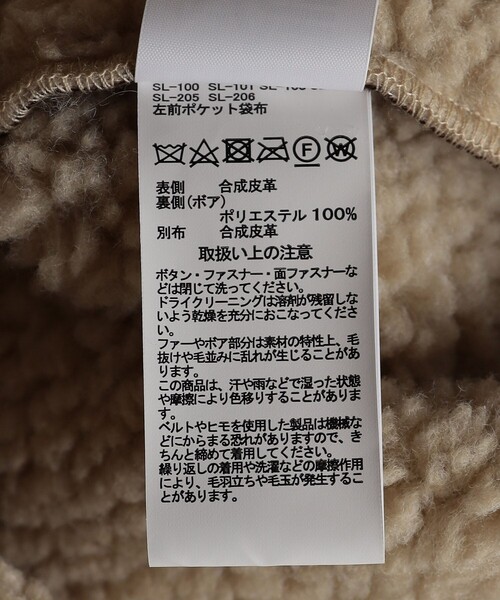 SL-100 SL-101
SL-205 SL-206
左前ポケット袋布
F W
表側 合成皮革
裏側(ボア)
ポリエステル 100%
別布 合成皮革
取扱い上の注意
ボタン・ファスナー・面ファスナーな
どは閉じて洗ってください。
ドライクリーニングは溶剤が残留しな
いよう乾燥を充分におこなってくださ
い。
ファーやボア部分は素材の特性上、毛
抜けや毛並みに乱れが生じることがあ
ります。
この商品は、汗や雨などで湿った状態
や摩擦により色移りすることがありま
す。
ベルトやヒモを使用した製品は機械な
どにからまる恐れがありますので、き
ちんと締めて着用してください。
繰り返しの着用や洗濯などの摩擦作用
により、毛羽立ちや毛玉が発生するこ
とがあります。